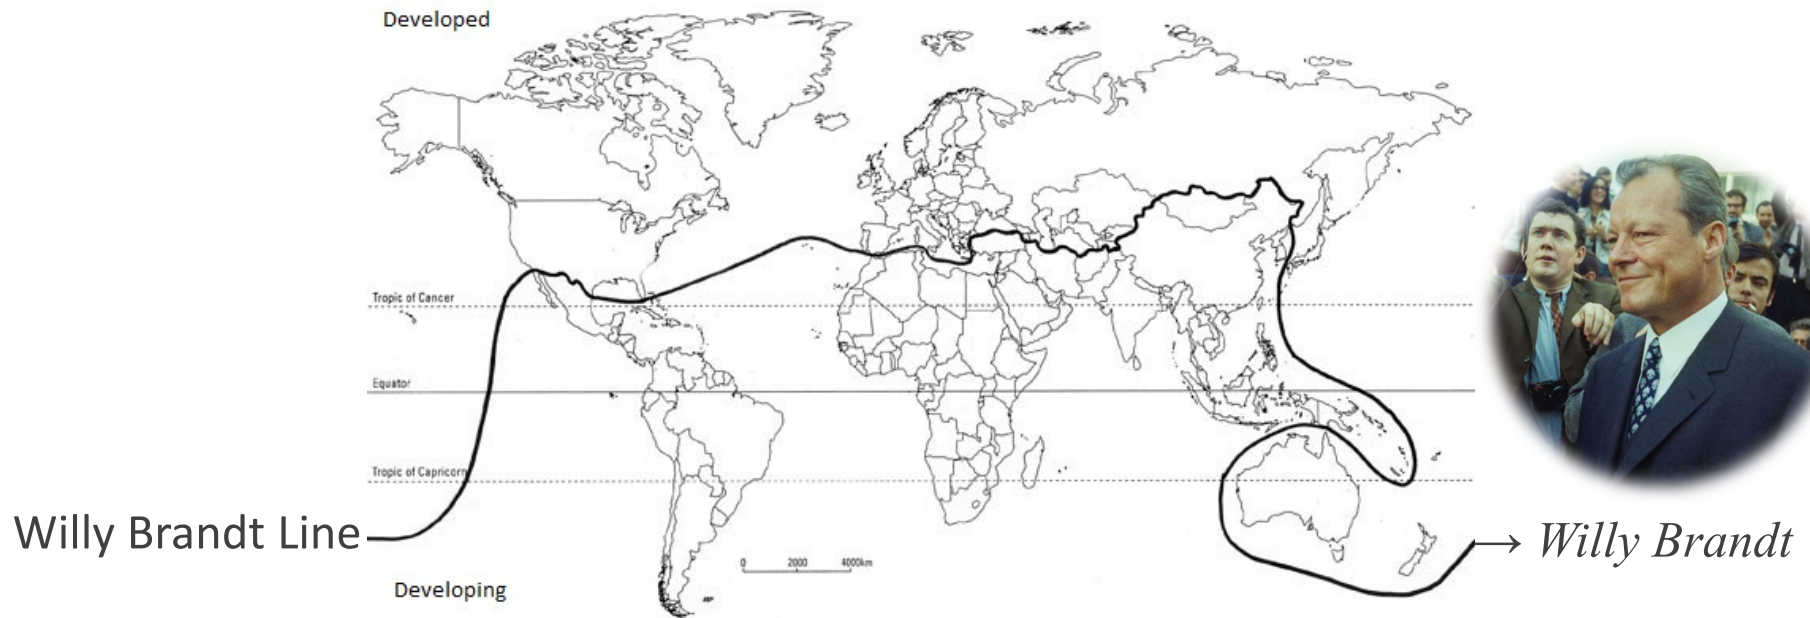 Developed
Tropic of Cancer
Equator
Tropic of Capricorn
Willy Brandt Line
→ Willy Brandt
0 2000 4000km
Developing